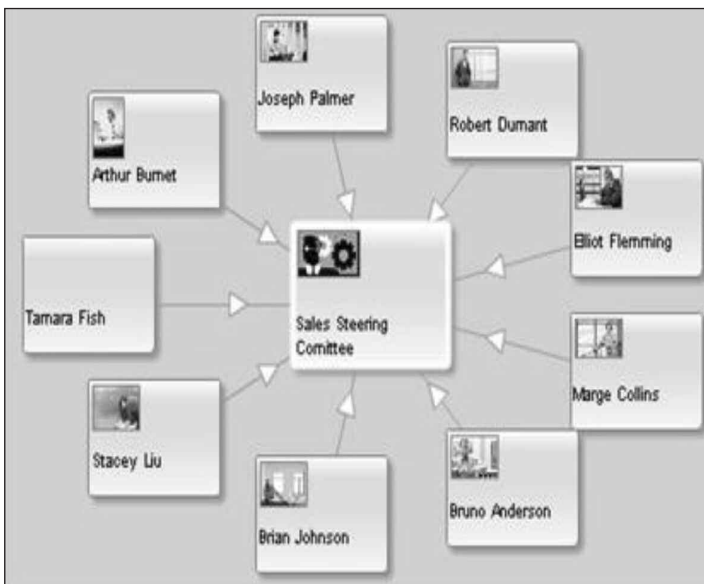 Joseph Palmer
Robert Dumant
Arthur Burnet
Elliot Flemming
Tamara Fish
Sales Steering
Comittee
Marge Collins
Stacey Liu
Bruno Anderson
Brian Johnson